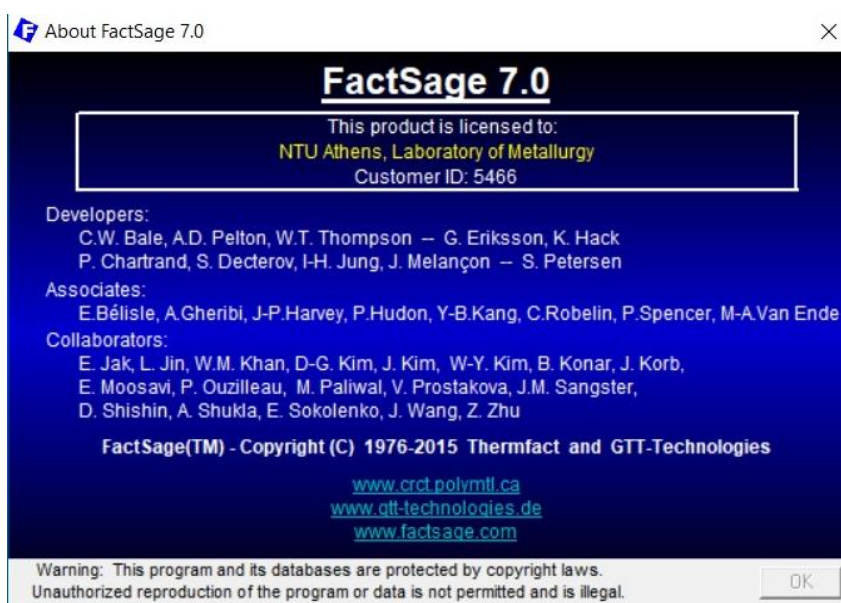 About FactSage 7.0
FactSage 7.0
This product is licensed to:
NTU Athens, Laboratory of Metallurgy
Customer ID: 5466
Developers:
C.W. Bale, A.D. Pelton, W.T. Thompson -- G. Eriksson, K. Hack
P. Chartrand, S. Decterov, I-H. Jung, J. Melançon -- S. Petersen
Associates:
E.Bélisle, A.Gheribi, J-P.Harvey, P.Hudon, Y-B.Kang, C.Robelin, P.Spencer, M-A.Van Ende
Collaborators:
E. Jak, L. Jin, W.M. Khan, D-G. Kim, J. Kim, W-Y. Kim, B. Konar, J. Korb,
E. Moosavi, P. Ouzilleau, M. Paliwal, V. Prostakova, J.M. Sangster,
D. Shishin, A. Shukla, E. Sokolenko, J. Wang, Z. Zhu
FactSage(TM) - Copyright (C) 1976-2015 Thermfact and GTT-Technologies
www.crct.polymtl.ca
www.gtt-technologies.de
www.factsage.com
Warning: This program and its databases are protected by copyright laws.
Unauthorized reproduction of the program or data is not permitted and is illegal.
OK